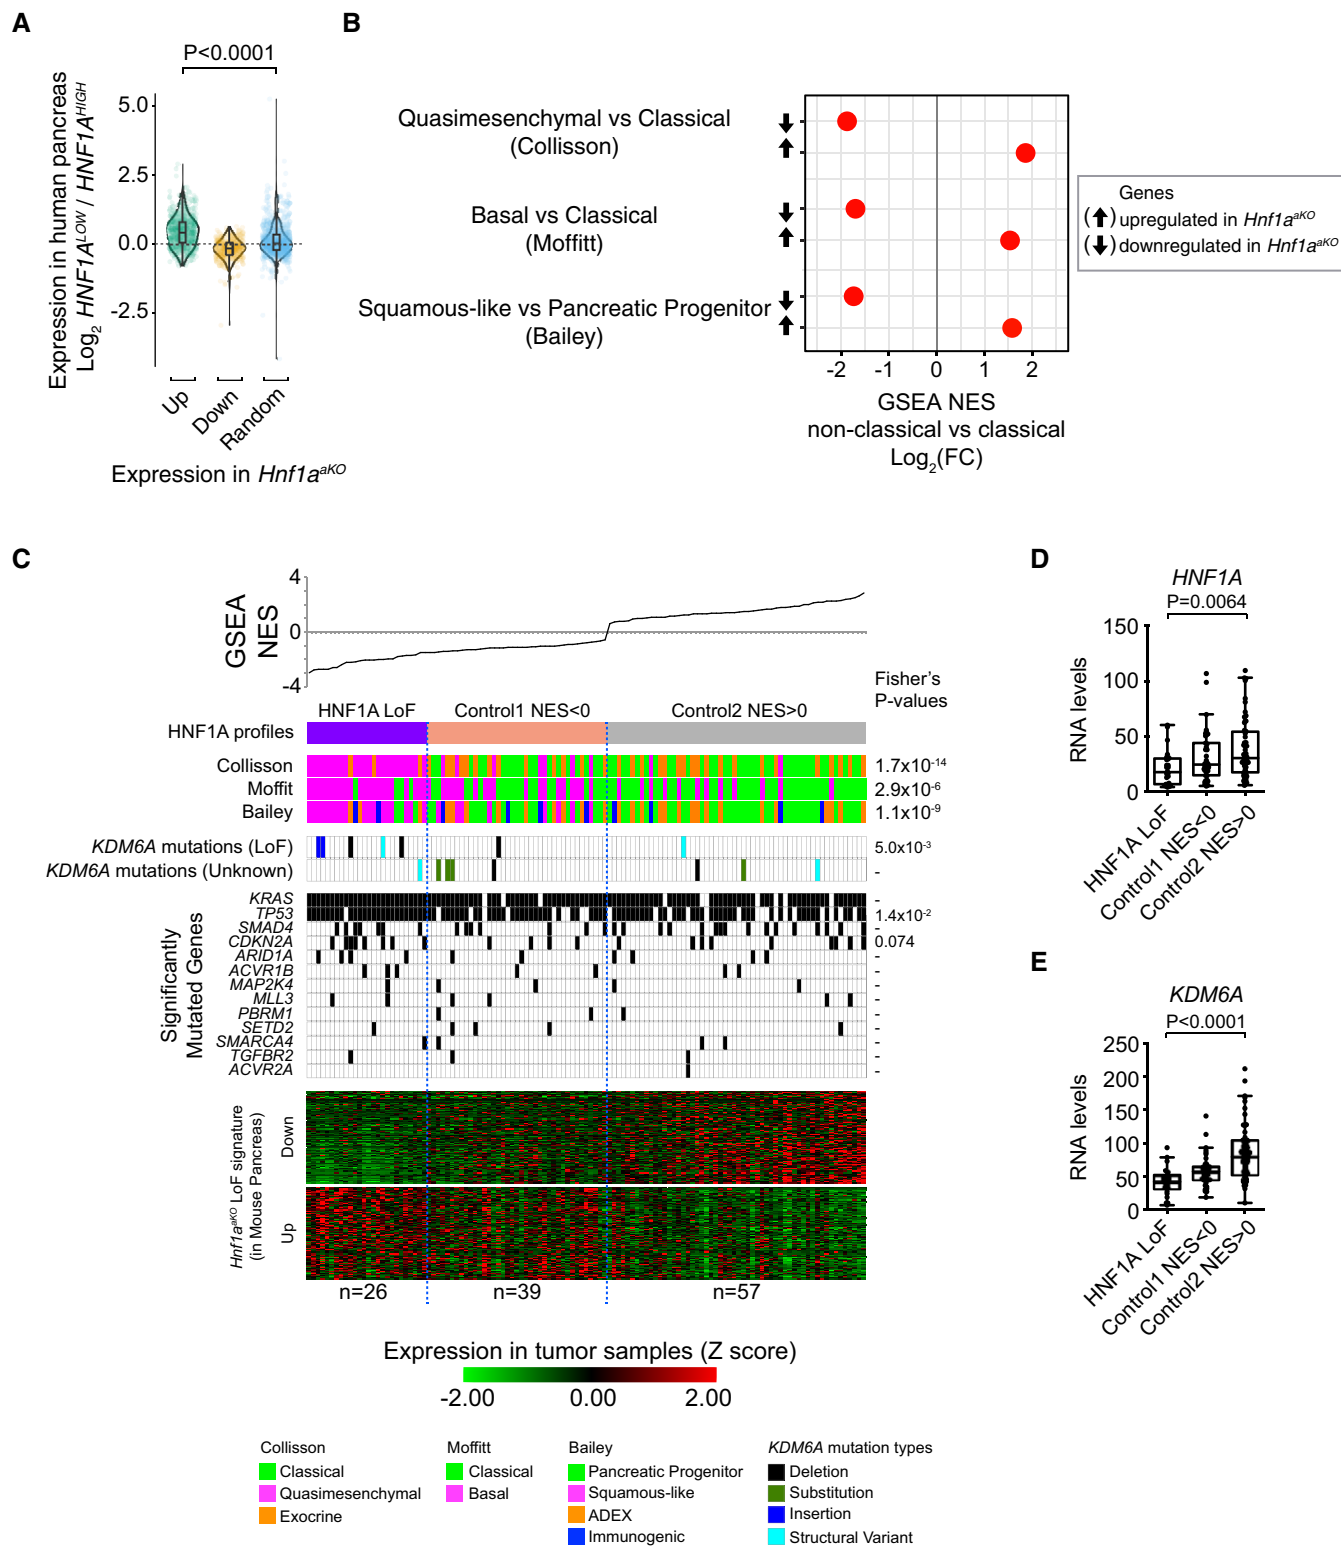 A
P<0.0001
Expression in human pancreas
Log2 HNF1A^LOW / HNF1A^HIGH
5.0
2.5
0.0
-2.5
Up
Down
Random
Expression in Hnf1a^aKO
B
Quasimesenchymal vs Classical
(Collisson)
Basal vs Classical
(Moffitt)
Squamous-like vs Pancreatic Progenitor
(Bailey)
-2 -1 0 1 2
GSEA NES
non-classical vs classical
Log2(FC)
Genes
(⬆) upregulated in Hnf1a^aKO
(⬇) downregulated in Hnf1a^aKO
C
GSEA
NES
4
0
-4
Fisher's
P-values
HNF1A LoF Control1 NES<0 Control2 NES>0
HNF1A profiles
Collisson 1.7x10^-14
Moffit 2.9x10^-6
Bailey 1.1x10^-9
KDM6A mutations (LoF) 5.0x10^-3
KDM6A mutations (Unknown) -
Significantly
Mutated Genes
KRAS -
TP53 1.4x10^-2
SMAD4 -
CDKN2A 0.074
ARID1A -
ACVR1B -
MAP2K4 -
MLL3 -
PBRM1 -
SETD2 -
SMARCA4 -
TGFBR2 -
ACVR2A -
Hnf1a^aKO LoF signature
(in Mouse Pancreas)
Down
Up
n=26 n=39 n=57
Expression in tumor samples (Z score)
-2.00 0.00 2.00
Collisson
Classical
Quasimesenchymal
Exocrine
Moffitt
Classical
Basal
Bailey
Pancreatic Progenitor
Squamous-like
ADEX
Immunogenic
KDM6A mutation types
Deletion
Substitution
Insertion
Structural Variant
D
HNF1A
P=0.0064
RNA levels
150
100
50
0
HNF1A LoF
Control1 NES<0
Control2 NES>0
E
KDM6A
P<0.0001
RNA levels
250
200
150
100
50
0
HNF1A LoF
Control1 NES<0
Control2 NES>0